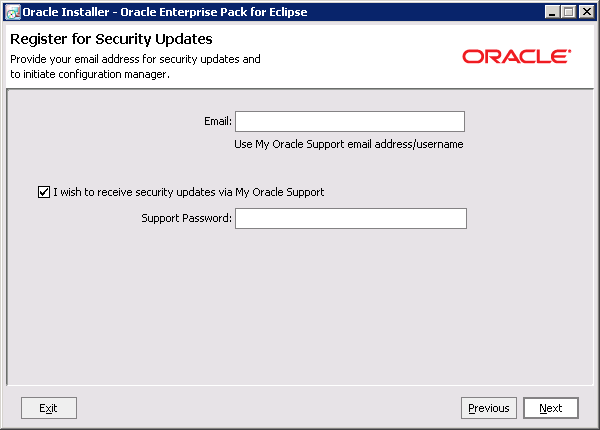 Oracle Installer - Oracle Enterprise Pack for Eclipse
Register for Security Updates
Provide your email address for security updates and
to initiate configuration manager.
ORACLE
Email:
Use My Oracle Support email address/username
I wish to receive security updates via My Oracle Support
Support Password:
Exit
Previous
Next